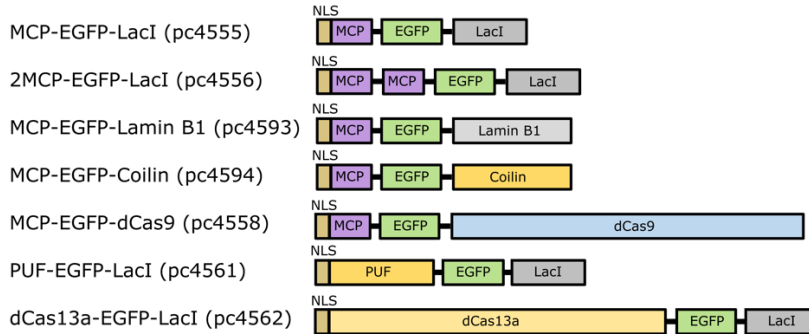 NLS
MCP-EGFP-LacI (pc4555) MCP EGFP LacI
NLS
2MCP-EGFP-LacI (pc4556) MCP MCP EGFP LacI
NLS
MCP-EGFP-Lamin B1 (pc4593) MCP EGFP Lamin B1
NLS
MCP-EGFP-Coilin (pc4594) MCP EGFP Coilin
NLS
MCP-EGFP-dCas9 (pc4558) MCP EGFP dCas9
NLS
PUF-EGFP-LacI (pc4561) PUF EGFP LacI
NLS
dCas13a-EGFP-LacI (pc4562) dCas13a EGFP LacI